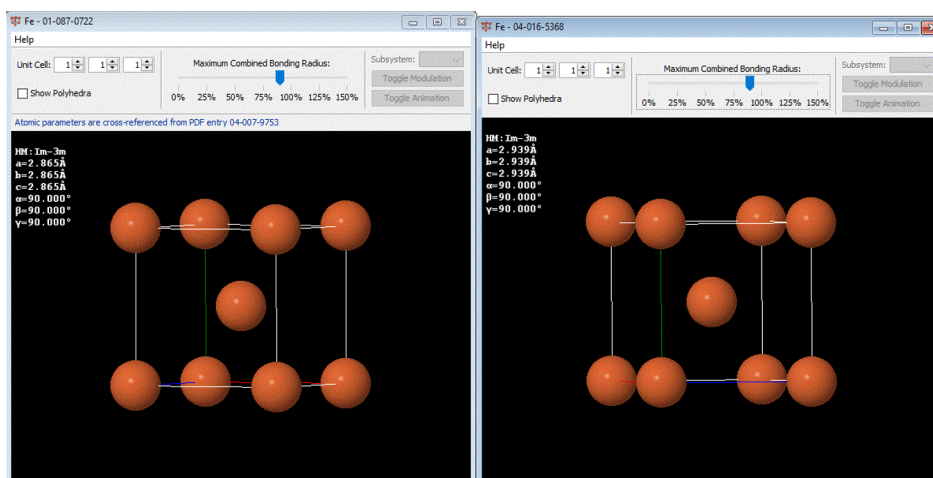 Fe - 01-087-0722
Help
Unit Cell: 1 1 1
Maximum Combined Bonding Radius:
Subsystem:
Toggle Modulation
Show Polyhedra
0% 25% 50% 75% 100% 125% 150%
Toggle Animation
Atomic parameters are cross-referenced from PDF entry 04-007-9753
HM:Im-3m
a=2.865Å
b=2.865Å
c=2.865Å
α=90.000°
β=90.000°
γ=90.000°
Fe - 04-016-5368
Help
Unit Cell: 1 1 1
Maximum Combined Bonding Radius:
Subsystem:
Toggle Modulation
Show Polyhedra
0% 25% 50% 75% 100% 125% 150%
Toggle Animation
HM:Im-3m
a=2.939Å
b=2.939Å
c=2.939Å
α=90.000°
β=90.000°
γ=90.000°